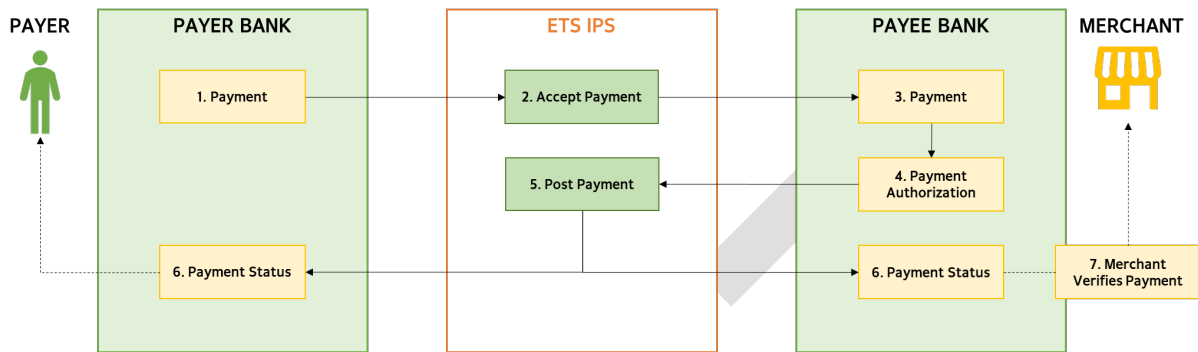 PAYER
PAYER BANK
ETS IPS
PAYEE BANK
MERCHANT
1. Payment
2. Accept Payment
3. Payment
4. Payment
Authorization
5. Post Payment
6. Payment Status
6. Payment Status
7. Merchant
Verifies Payment